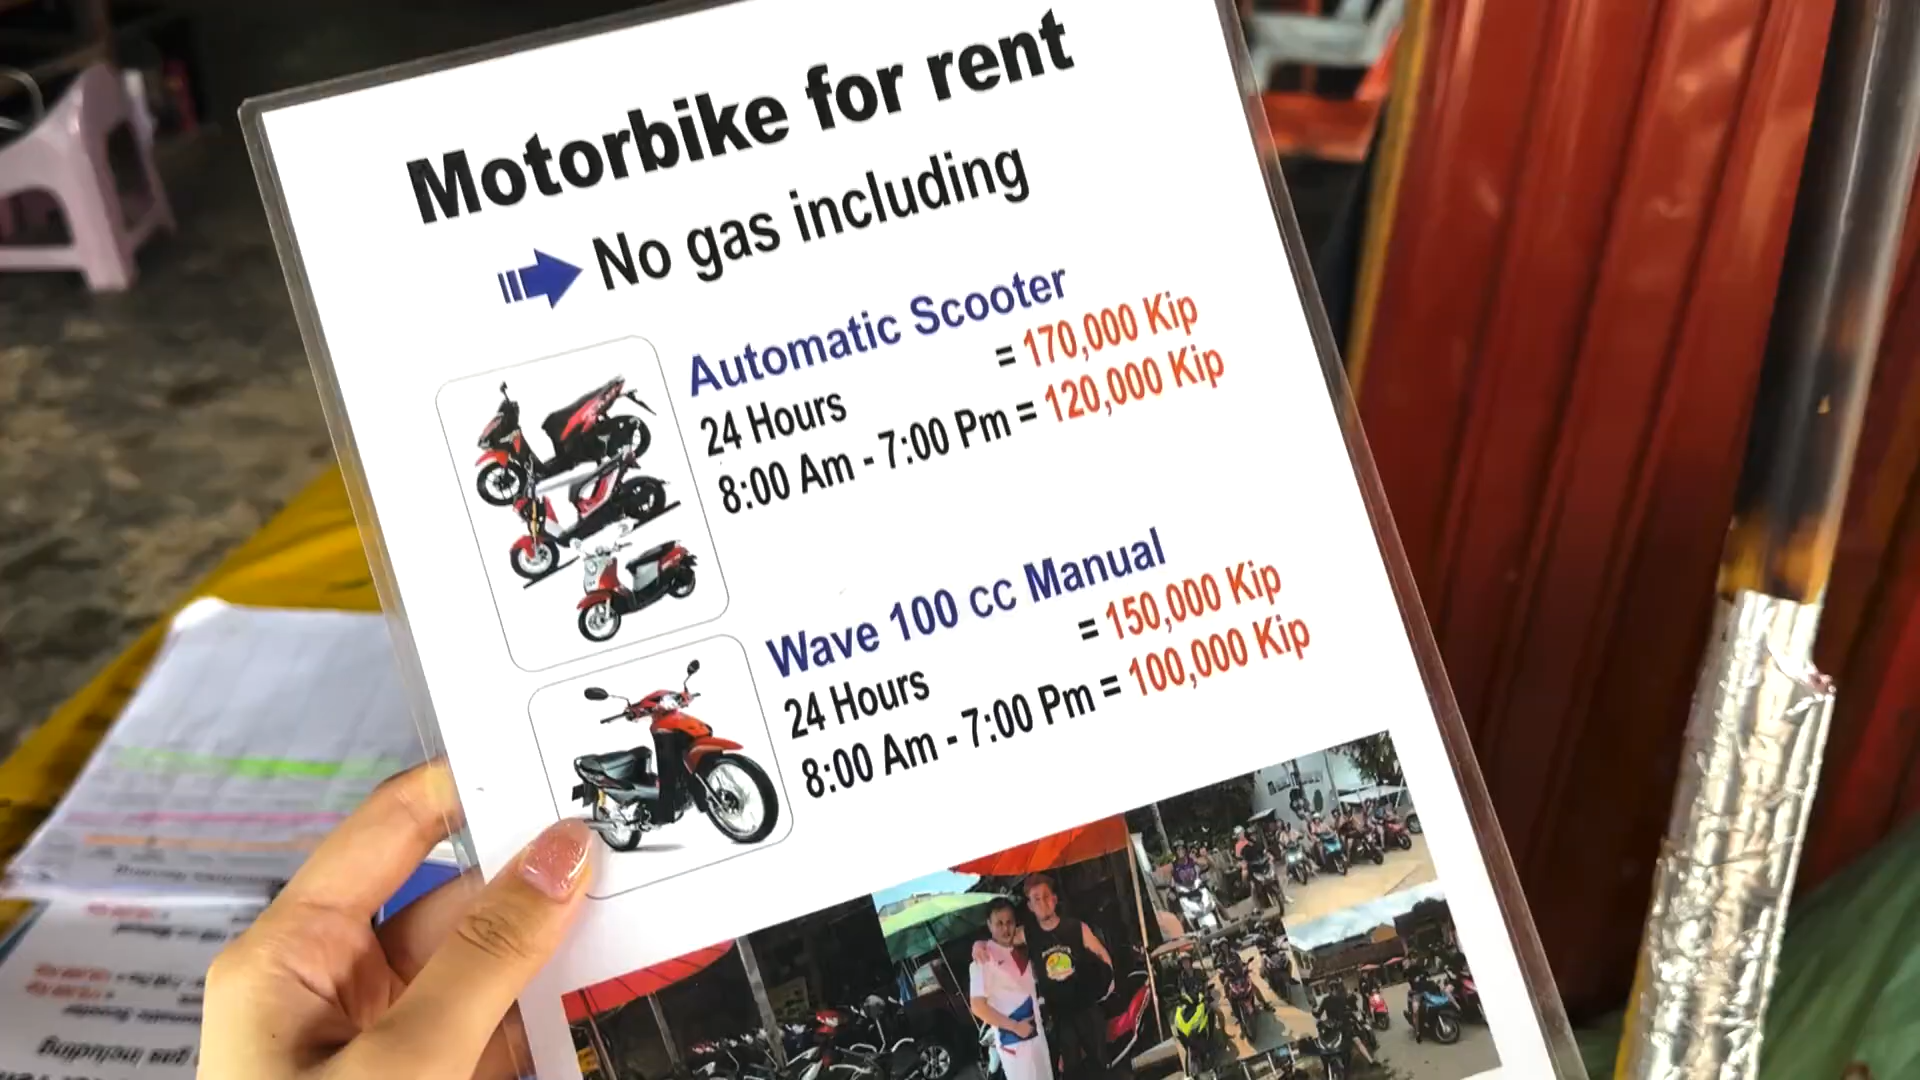 Motorbike for rent
No gas including
Automatic Scooter
24 Hours = 170,000 Kip
8:00 Am - 7:00 Pm = 120,000 Kip
Wave 100 cc Manual
24 Hours = 150,000 Kip
8:00 Am - 7:00 Pm = 100,000 Kip
gas including